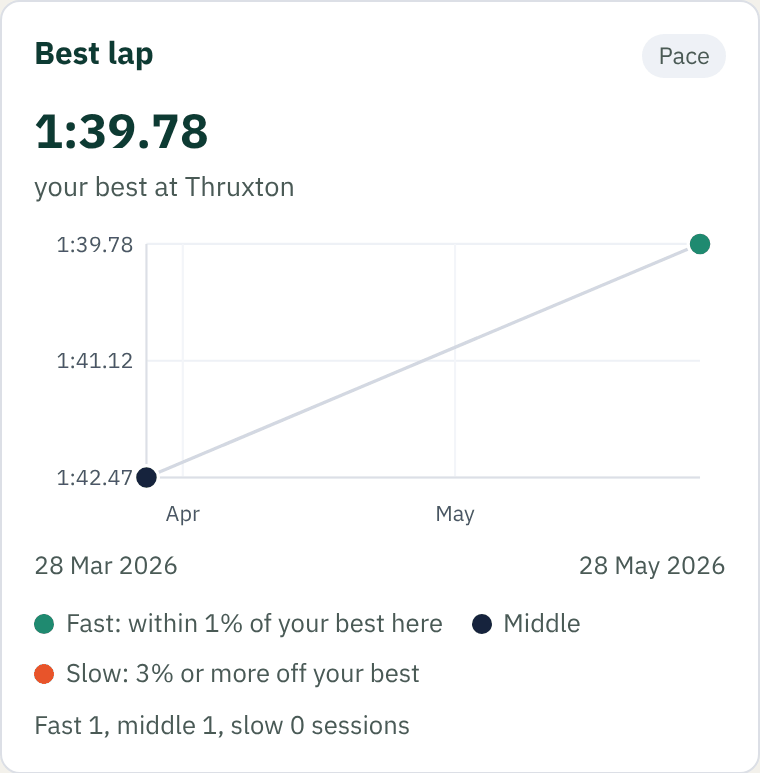 Best lap
Pace
1:39.78
your best at Thruxton
1:39.78
1:41.12
1:42.47
Apr May
28 Mar 2026 28 May 2026
Fast: within 1% of your best here Middle
Slow: 3% or more off your best
Fast 1, middle 1, slow 0 sessions